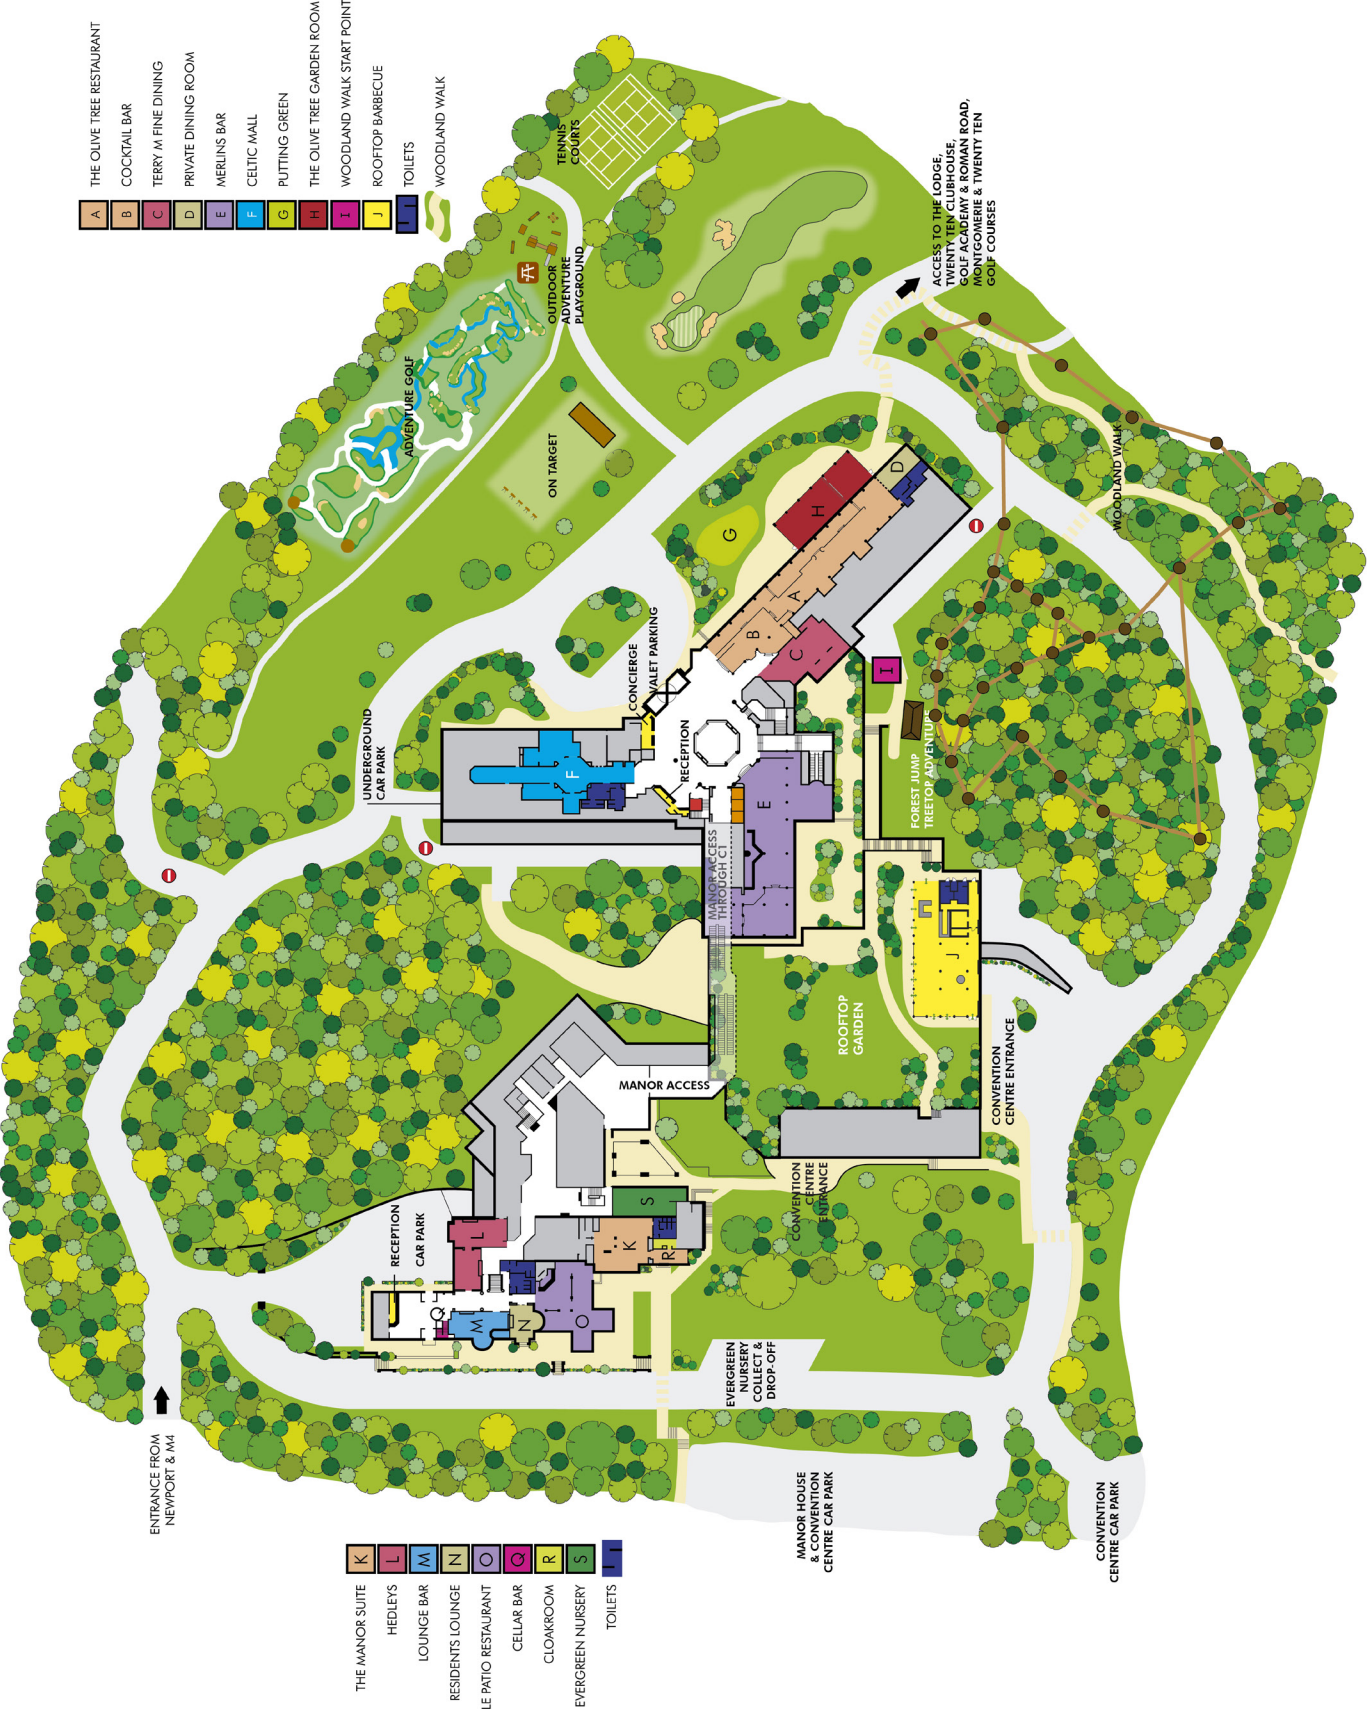 A
THE OLIVE TREE RESTAURANT
B
COCKTAIL BAR
C
TERRY M FINE DINING
D
PRIVATE DINING ROOM
E
MERLINS BAR
F
CELTIC MALL
G
PUTTING GREEN
H
THE OLIVE TREE GARDEN ROOM
I
WOODLAND WALK START POINT
J
ROOFTOP BARBECUE
TOILETS
WOODLAND WALK
TENNIS
COURTS
OUTDOOR
ADVENTURE
PLAYGROUND
ADVENTURE GOLF
ON TARGET
ACCESS TO THE LODGE,
TWENTY TEN CLUBHOUSE,
GOLF ACADEMY & ROMAN ROAD,
MONTGOMERIE & TWENTY TEN
GOLF COURSES
WOODLAND WALK
G
H
D
A
B
C
I
CONCIERGE
VALET PARKING
RECEPTION
UNDERGROUND
CAR PARK
F
E
FOREST JUMP
TREETOP ADVENTURE
MANOR ACCESS
THROUGH C1
J
ROOFTOP
GARDEN
MANOR ACCESS
CONVENTION
CENTRE ENTRANCE
CONVENTION
CENTRE
ENTRANCE
RECEPTION
CAR PARK
S
L
K
R
Q
M
N
O
EVERGREEN
NURSERY
COLLECT &
DROP-OFF
ENTRANCE FROM
NEWPORT & M4
MANOR HOUSE
& CONVENTION
CENTRE CAR PARK
CONVENTION
CENTRE CAR PARK
K
THE MANOR SUITE
L
HEDLEYS
M
LOUNGE BAR
N
RESIDENTS LOUNGE
O
LE PATIO RESTAURANT
Q
CELLAR BAR
R
CLOAKROOM
S
EVERGREEN NURSERY
TOILETS